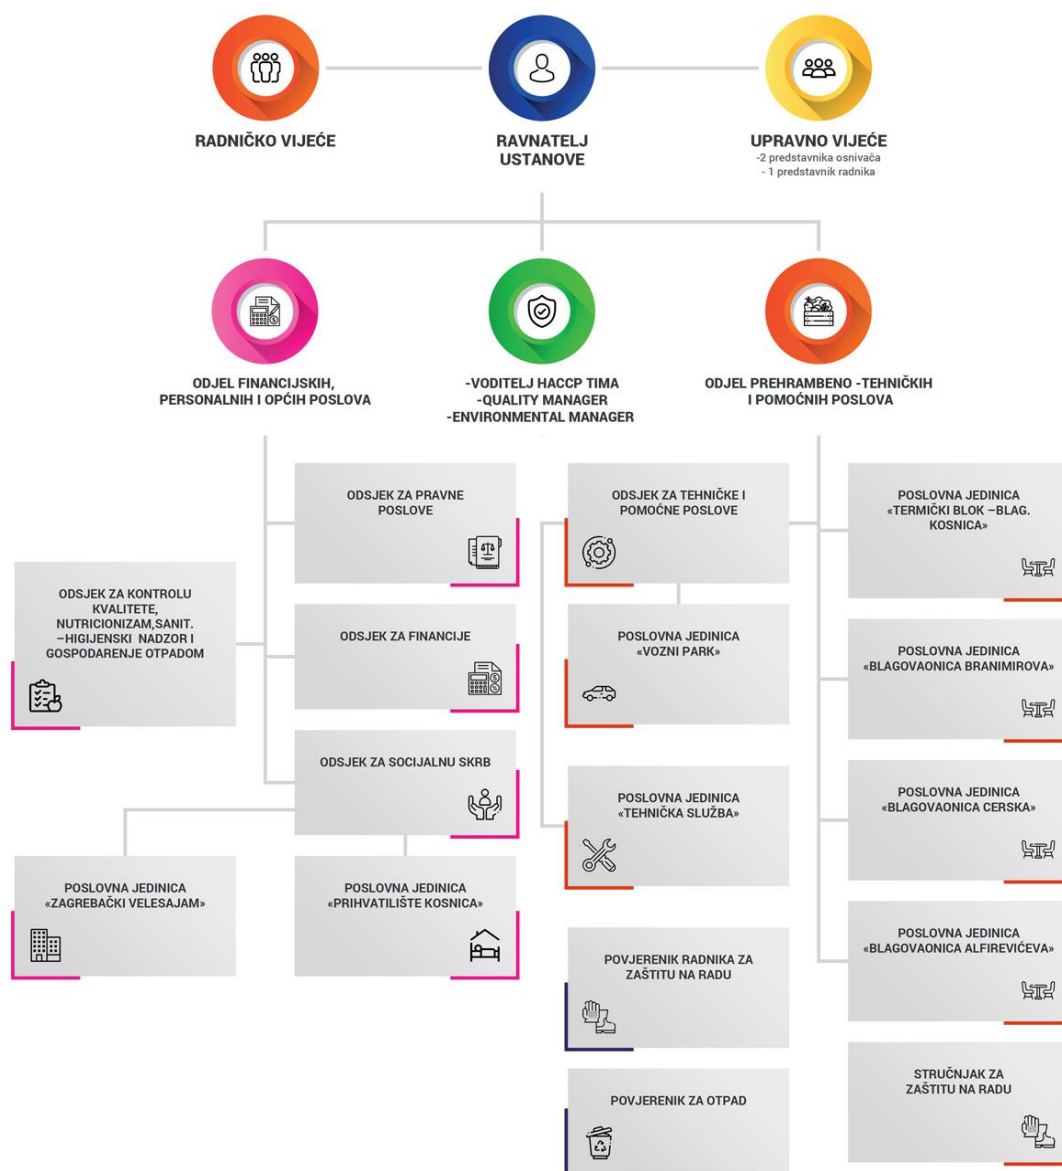 RADNIČKO VIJEĆE
RAVNATELJ
USTANOVE
UPRAVNO VIJEĆE
-2 predstavnika osnivača
- 1 predstavnik radnika
ODJEL FINANCIJSKIH,
PERSONALNIH I OPĆIH POSLOVA
-VODITELJ HACCP TIMA
-QUALITY MANAGER
-ENVIRONMENTAL MANAGER
ODJEL PREHRAMBENO -TEHNIČKIH
I POMOĆNIH POSLOVA
ODSJEK ZA PRAVNE
POSLOVE
ODSJEK ZA KONTROLU
KVALITETE,
NUTRICIONIZAM,SANIT.
–HIGIJENSKI NADZOR I
GOSPODARENJE OTPADOM
ODSJEK ZA FINANCIJE
ODSJEK ZA SOCIJALNU SKRB
POSLOVNA JEDINICA
«ZAGREBAČKI VELESAJAM»
POSLOVNA JEDINICA
«PRIHVATILIŠTE KOSNICA»
ODSJEK ZA TEHNIČKE I
POMOĆNE POSLOVE
POSLOVNA JEDINICA
«VOZNI PARK»
POSLOVNA JEDINICA
«TEHNIČKA SLUŽBA»
POVJERENIK RADNIKA ZA
ZAŠTITU NA RADU
POVJERENIK ZA OTPAD
POSLOVNA JEDINICA
«TERMIČKI BLOK –BLAG.
KOSNICA»
POSLOVNA JEDINICA
«BLAGOVAONICA BRANIMIROVA»
POSLOVNA JEDINICA
«BLAGOVAONICA CERSKA»
POSLOVNA JEDINICA
«BLAGOVAONICA ALFIREVIĆEVA»
STRUČNJAK ZA
ZAŠTITU NA RADU